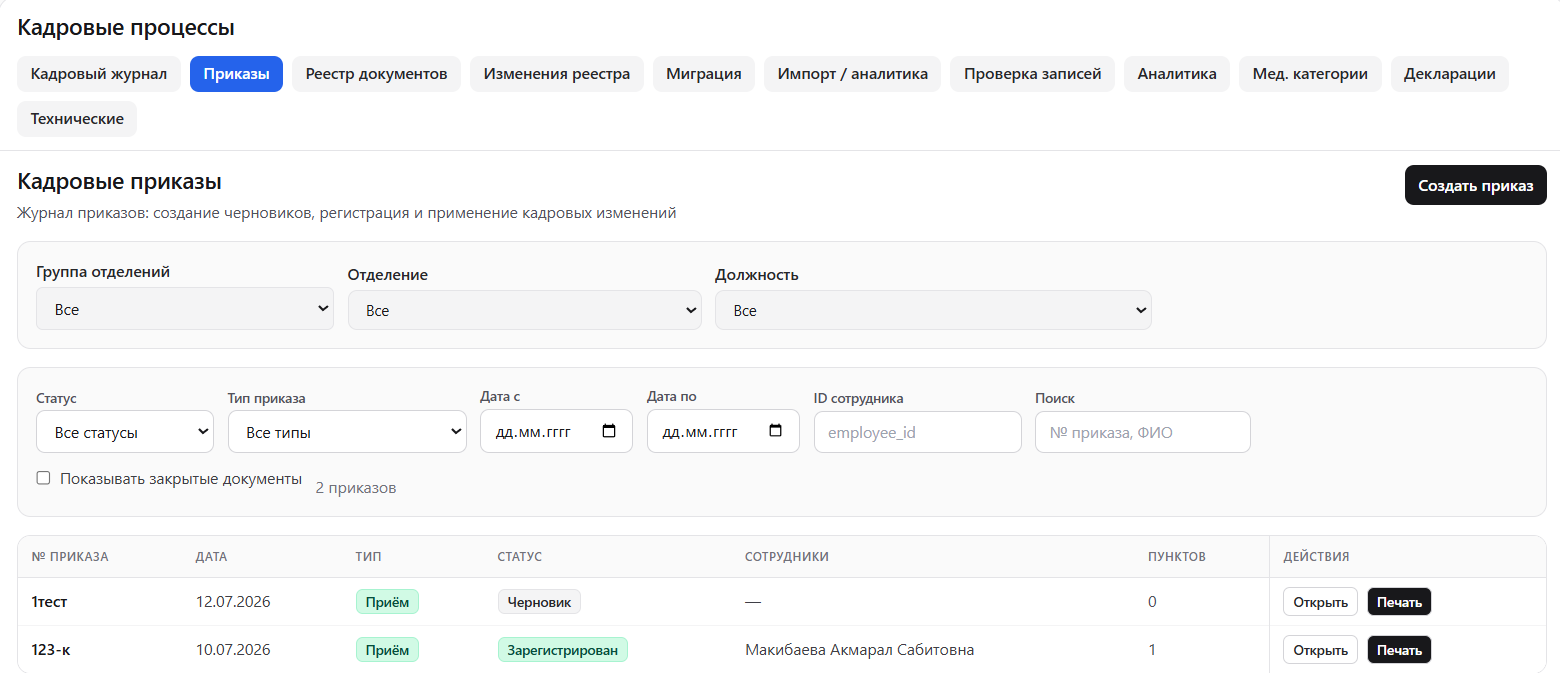 Кадровые процессы
Кадровый журнал Приказы Реестр документов Изменения реестра Миграция Импорт / аналитика Проверка записей Аналитика Мед. категории Декларации
Технические
Кадровые приказы
Создать приказ
Журнал приказов: создание черновиков, регистрация и применение кадровых изменений
Группа отделений Отделение Должность
Все Все Все
Статус Тип приказа Дата с Дата по ID сотрудника Поиск
Все статусы Все типы дд.мм.гггг дд.мм.гггг employee_id № приказа, ФИО
Показывать закрытые документы 2 приказов
№ ПРИКАЗА ДАТА ТИП СТАТУС СОТРУДНИКИ ПУНКТОВ ДЕЙСТВИЯ
1тест 12.07.2026 Приём Черновик — 0 Открыть Печать
123-к 10.07.2026 Приём Зарегистрирован Макибаева Акмарал Сабитовна 1 Открыть Печать